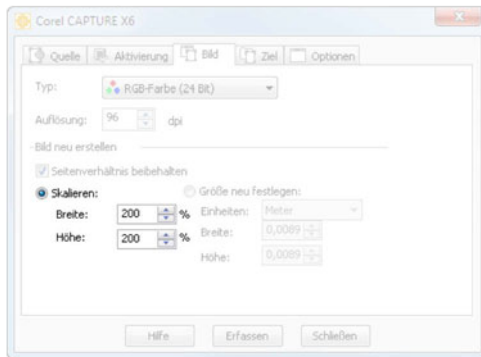 Corel CAPTURE X6
Quelle Aktivierung Bild Ziel Optionen
Typ: RGB-Farbe (24 Bit)
Auflösung: 96 dpi
Bild neu erstellen
Seitenverhältnis beibehalten
Skalieren: Größe neu festlegen:
Breite: 200 % Einheiten: Meter
Höhe: 200 % Breite: 0,0089
Höhe: 0,0089
Hilfe Erfassen Schließen